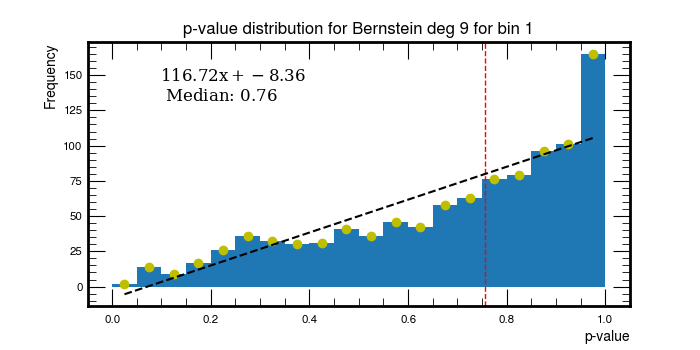 p-value distribution for Bernstein deg 9 for bin 1
Frequency
116.72x + −8.36
Median: 0.76
150
125
100
75
50
25
0
0.0 0.2 0.4 0.6 0.8 1.0
p-value